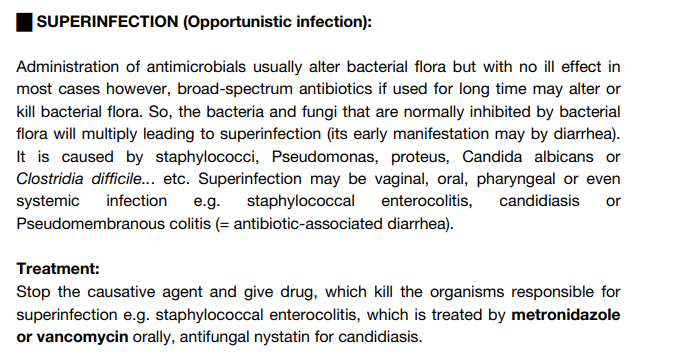 SUPERINFECTION (Opportunistic infection):
Administration of antimicrobials usually alter bacterial flora but with no ill effect in
most cases however, broad-spectrum antibiotics if used for long time may alter or
kill bacterial flora. So, the bacteria and fungi that are normally inhibited by bacterial
flora will multiply leading to superinfection (its early manifestation may by diarrhea).
It is caused by staphylococci, Pseudomonas, proteus, Candida albicans or
Clostridia difficile... etc. Superinfection may be vaginal, oral, pharyngeal or even
systemic infection e.g. staphylococcal enterocolitis, candidiasis or
Pseudomembranous colitis (= antibiotic-associated diarrhea).
Treatment:
Stop the causative agent and give drug, which kill the organisms responsible for
superinfection e.g. staphylococcal enterocolitis, which is treated by metronidazole
or vancomycin orally, antifungal nystatin for candidiasis.